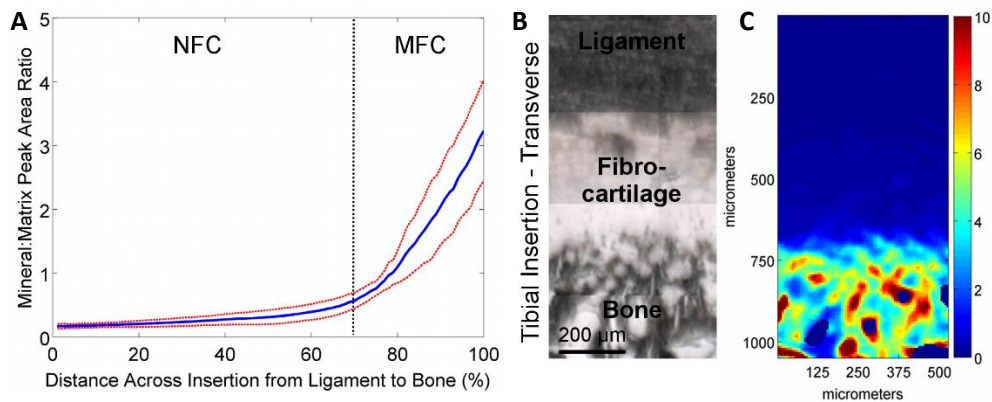 A
NFC
MFC
Mineral:Matrix Peak Area Ratio
5
4
3
2
1
0
0
20
40
60
80
100
Distance Across Insertion from Ligament to Bone (%)
B
Tibial Insertion - Transverse
Ligament
Fibro-
cartilage
Bone
200 µm
C
micrometers
250
500
750
1000
125
250
375
500
micrometers
10
8
6
4
2
0